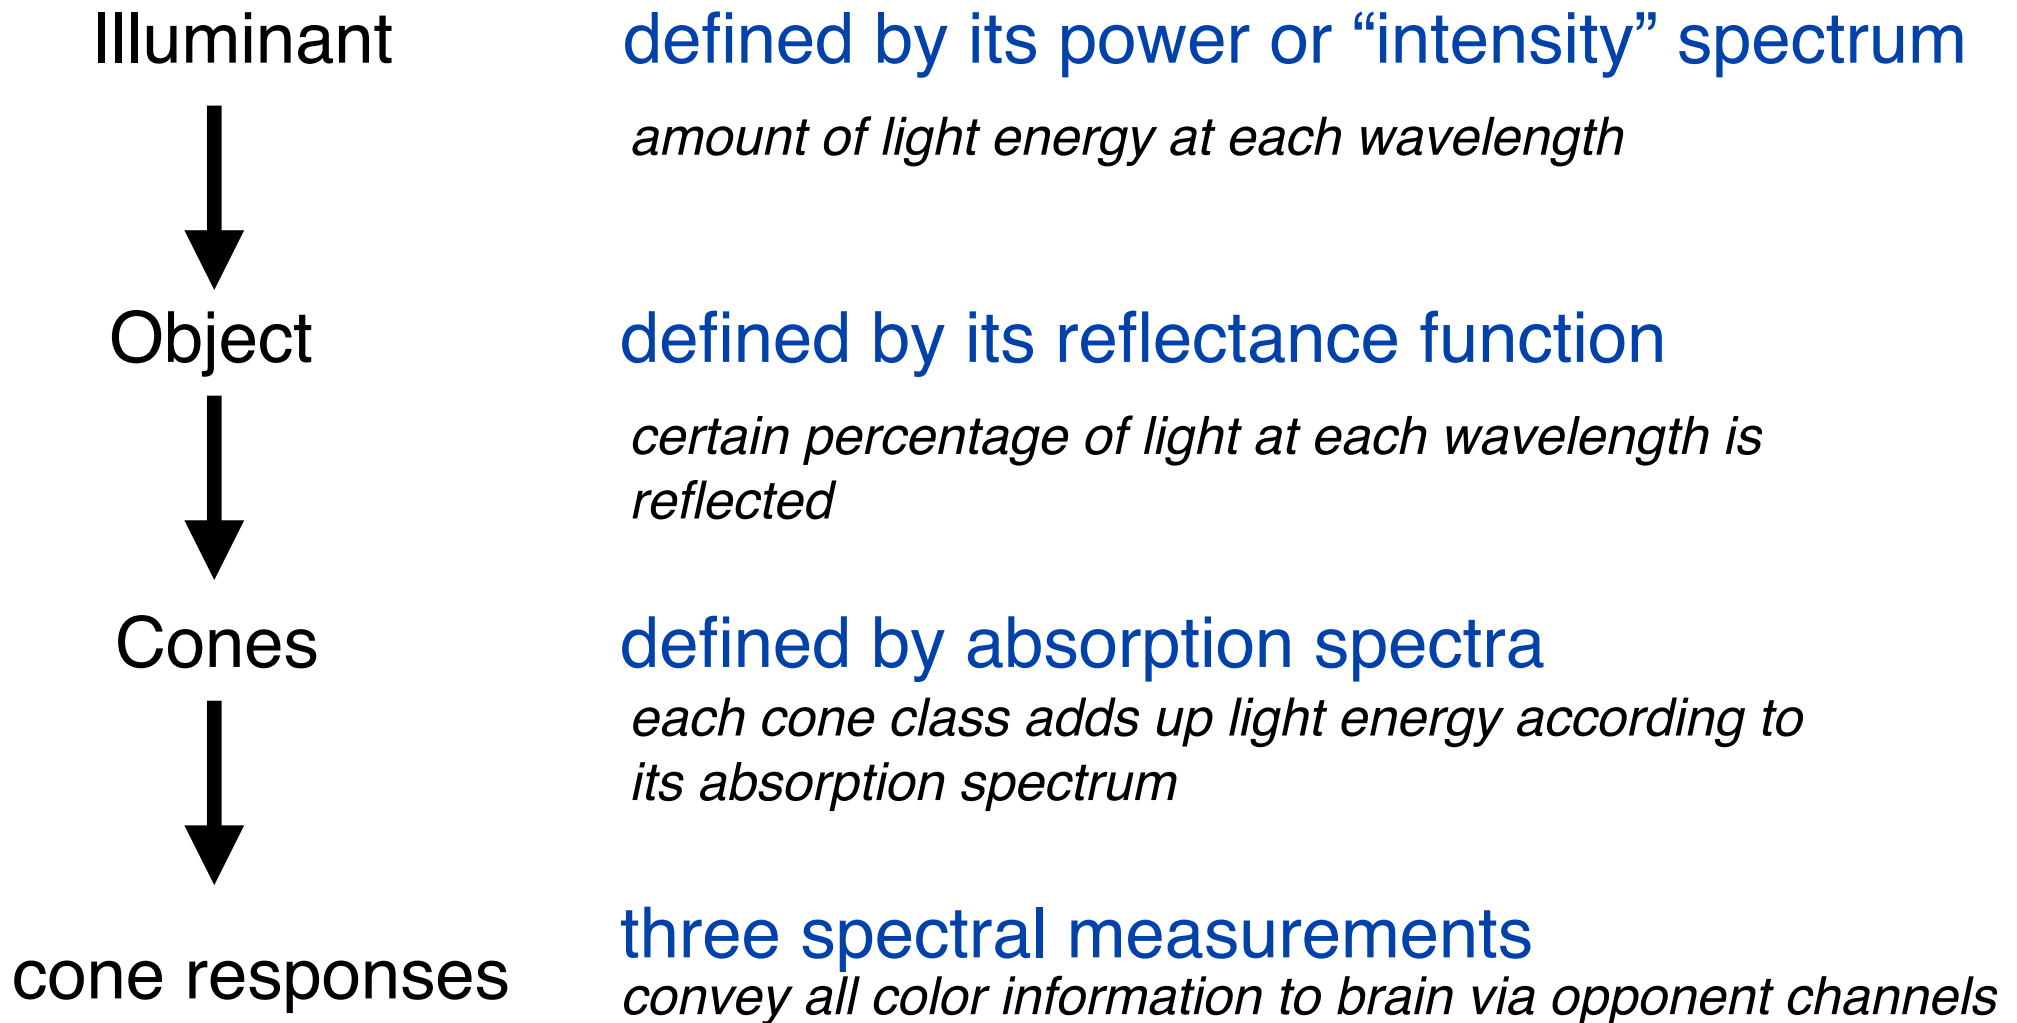 Illuminant
defined by its power or “intensity” spectrum
amount of light energy at each wavelength
Object
defined by its reflectance function
certain percentage of light at each wavelength is
reflected
Cones
defined by absorption spectra
each cone class adds up light energy according to
its absorption spectrum
cone responses
three spectral measurements
convey all color information to brain via opponent channels